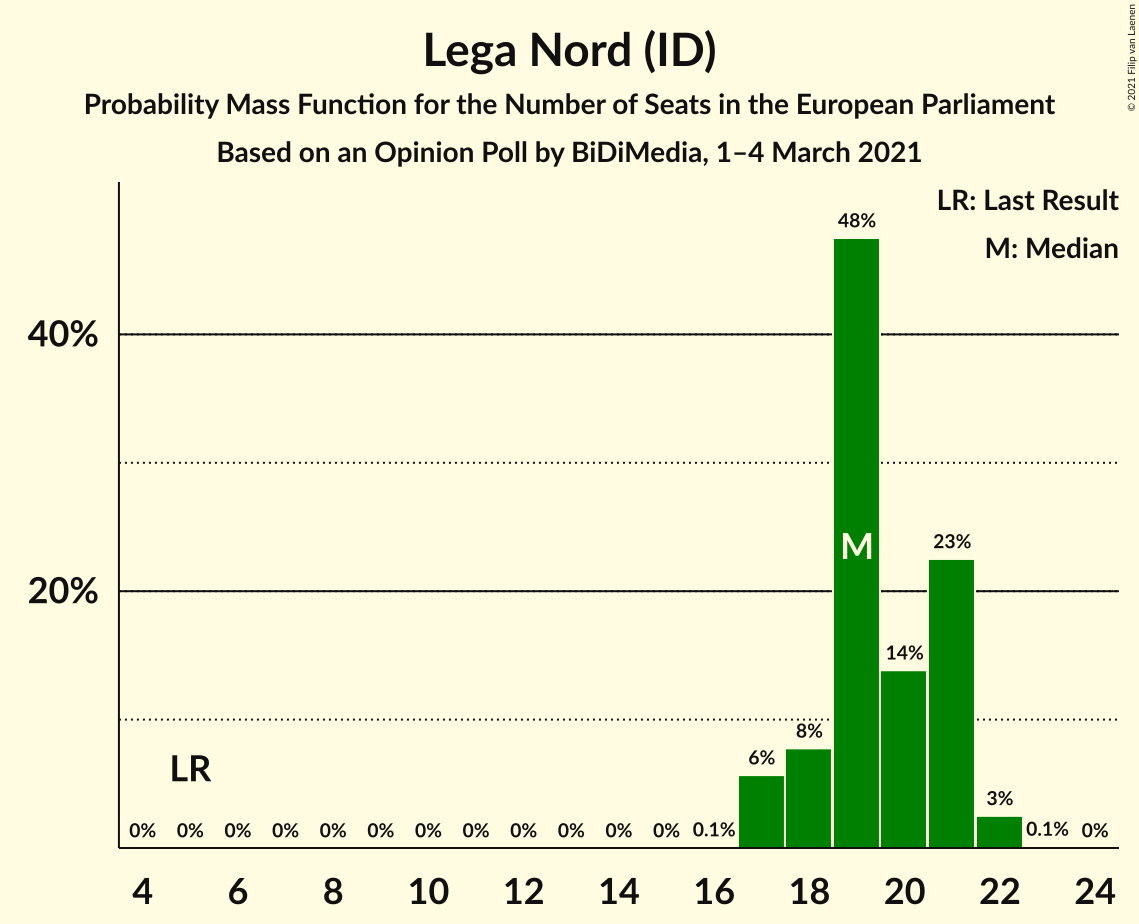 Lega Nord (ID)
Probability Mass Function for the Number of Seats in the European Parliament
Based on an Opinion Poll by BiDiMedia, 1–4 March 2021
© 2021 Filip van Laenen
LR: Last Result
M: Median
48%
40%
M
23%
20%
14%
8%
6%
LR
3%
0% 0% 0% 0% 0% 0% 0% 0% 0% 0% 0% 0% 0.1% 0.1% 0%
4 6 8 10 12 14 16 18 20 22 24